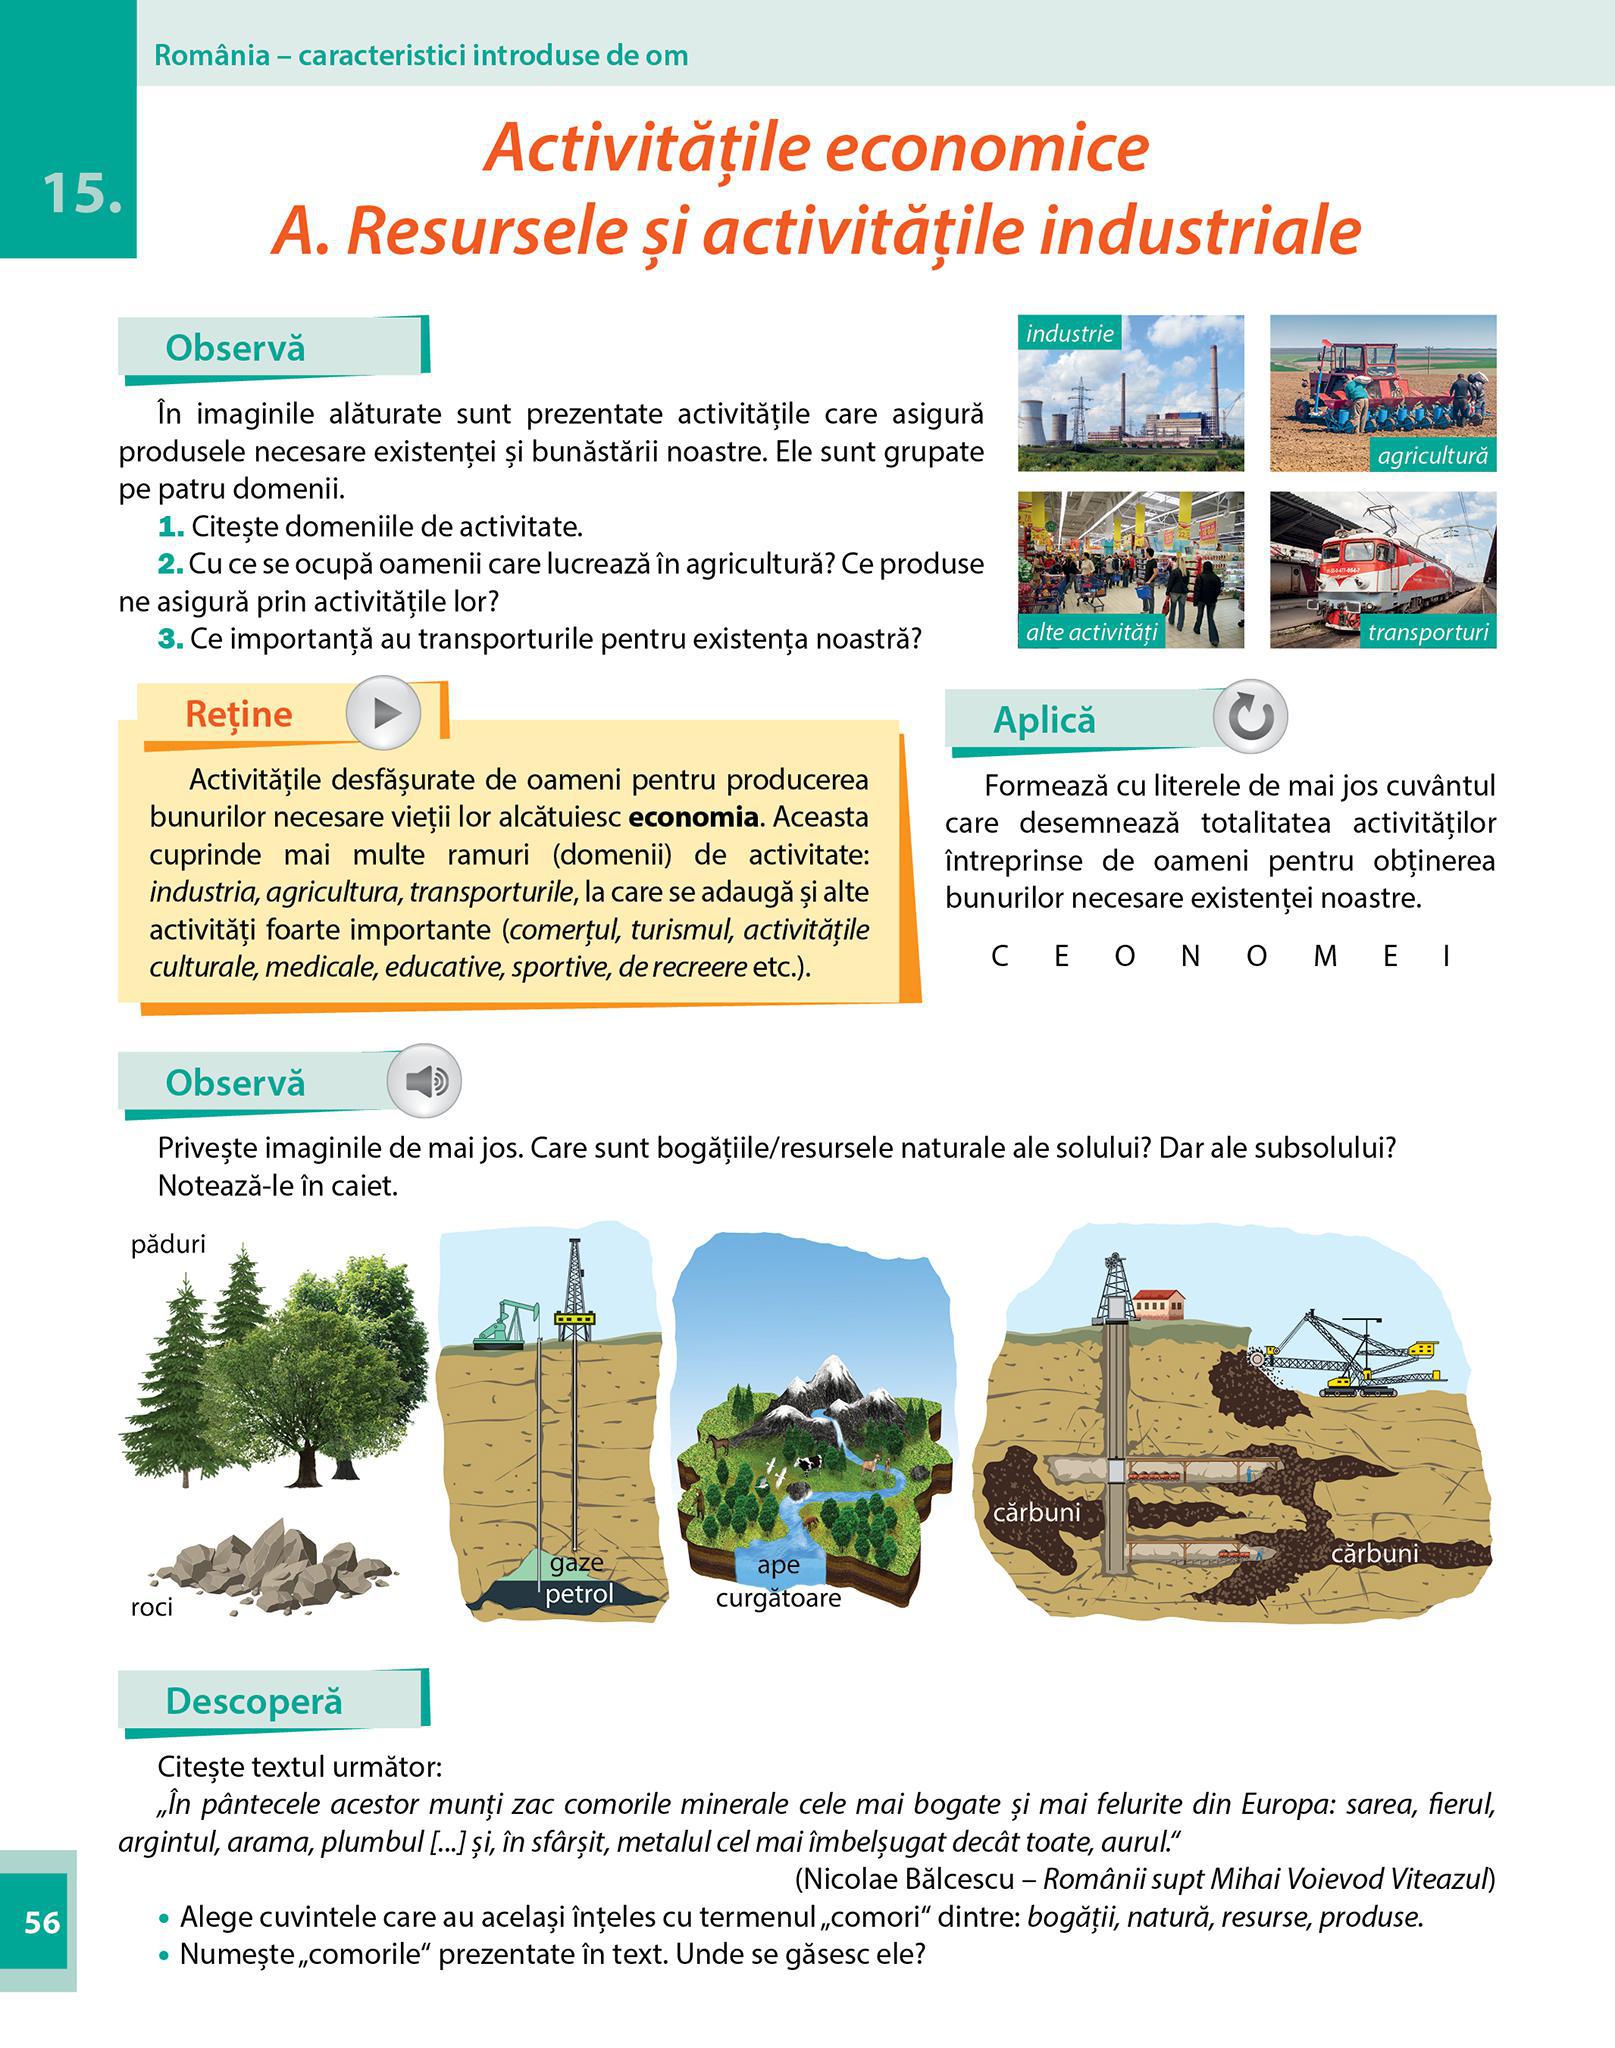 România – caracteristici introduse de om
15.
Activitățile economice
A. Resursele și activitățile industriale
Observă
În imaginile alăturate sunt prezentate activitățile care asigură
produsele necesare existenței și bunăstării noastre. Ele sunt grupate
pe patru domenii.
1. Citește domeniile de activitate.
2. Cu ce se ocupă oamenii care lucrează în agricultură? Ce produse
ne asigură prin activitățile lor?
3. Ce importanță au transporturile pentru existența noastră?
industrie
agricultură
alte activități
transporturi
Reține
Activitățile desfășurate de oameni pentru producerea
bunurilor necesare vieții lor alcătuiesc economia. Aceasta
cuprinde mai multe ramuri (domenii) de activitate:
industria, agricultura, transporturile, la care se adaugă și alte
activități foarte importante (comerțul, turismul, activitățile
culturale, medicale, educative, sportive, de recreere etc.).
Aplică
Formează cu literele de mai jos cuvântul
care desemnează totalitatea activităților
întreprinse de oameni pentru obținerea
bunurilor necesare existenței noastre.
C E O N O M E I
Observă
Privește imaginile de mai jos. Care sunt bogățiile/resursele naturale ale solului? Dar ale subsolului?
Notează-le în caiet.
păduri
roci
gaze
petrol
ape
curgătoare
cărbuni
cărbuni
Descoperă
Citește textul următor:
„În pântecele acestor munți zac comorile minerale cele mai bogate și mai felurite din Europa: sarea, fierul,
argintul, arama, plumbul [...] și, în sfârșit, metalul cel mai îmbelșugat decât toate, aurul.“
(Nicolae Bălcescu – Românii supt Mihai Voievod Viteazul)
• Alege cuvintele care au același înțeles cu termenul „comori“ dintre: bogății, natură, resurse, produse.
• Numește „comorile“ prezentate în text. Unde se găsesc ele?
56